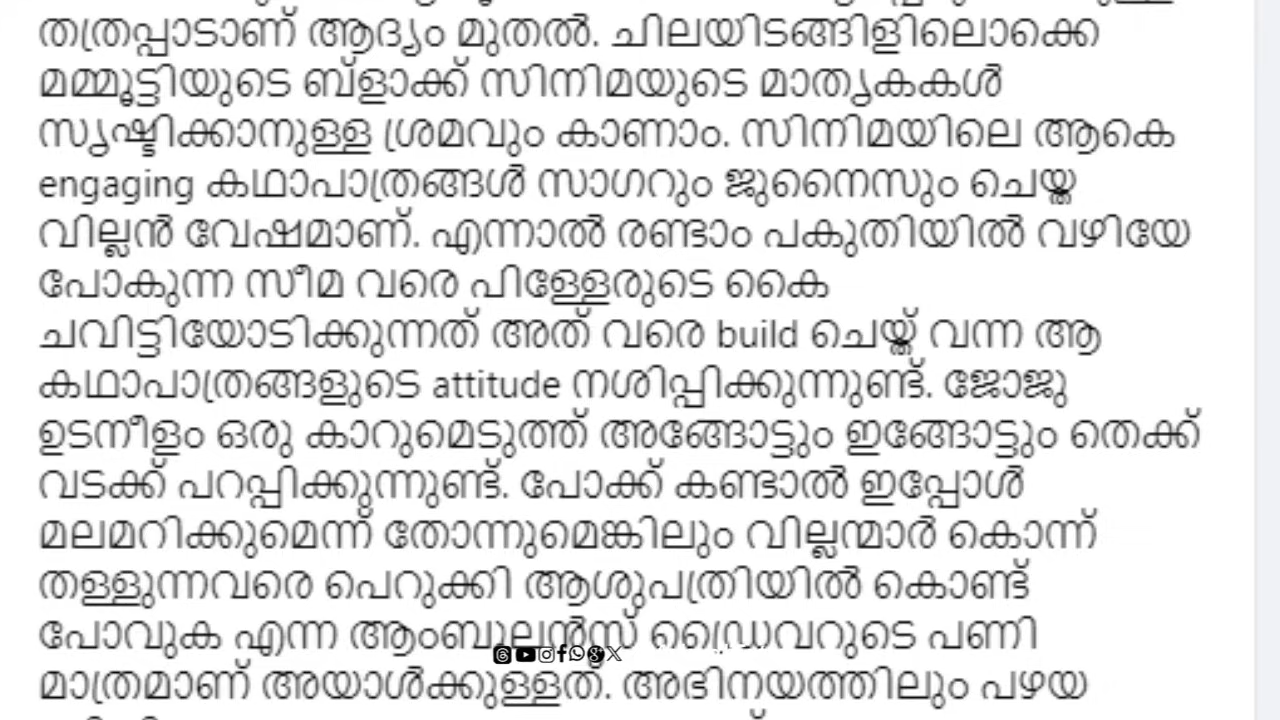 തത്രപ്പാടാണ് ആദ്യം മുതൽ. ചിലയിടങ്ങിളിലൊക്കെ
മമ്മൂട്ടിയുടെ ബ്ളാക്ക് സിനിമയുടെ മാതൃകകൾ
സൃഷ്ടിക്കാനുള്ള ശ്രമവും കാണാം. സിനിമയിലെ ആകെ
engaging കഥാപാത്രങ്ങൾ സാഗറും ജുനൈസും ചെയ്ത
വില്ലൻ വേഷമാണ്. എന്നാൽ രണ്ടാം പകുതിയിൽ വഴിയേ
പോകുന്ന സീമ വരെ പിള്ളേരുടെ കൈ
ചവിട്ടിയോടിക്കുന്നത് അത് വരെ build ചെയ്ത് വന്ന ആ
കഥാപാത്രങ്ങളുടെ attitude നശിപ്പിക്കുന്നുണ്ട്. ജോജു
ഉടനീളം ഒരു കാറുമെടുത്ത് അങ്ങോട്ടും ഇങ്ങോട്ടും തെക്ക്
വടക്ക് പറപ്പിക്കുന്നുണ്ട്. പോക്ക് കണ്ടാൽ ഇപ്പോൾ
മലമറിക്കുമെന്ന് തോന്നുമെങ്കിലും വില്ലന്മാർ കൊന്ന്
തള്ളുന്നവരെ പെറുക്കി ആശുപത്രിയിൽ കൊണ്ട്
പോവുക എന്ന ആംബുലൻസ് ഡ്രൈവറുടെ പണി
മാത്രമാണ് അയാൾക്കുള്ളത്. അഭിനയത്തിലും പഴയ